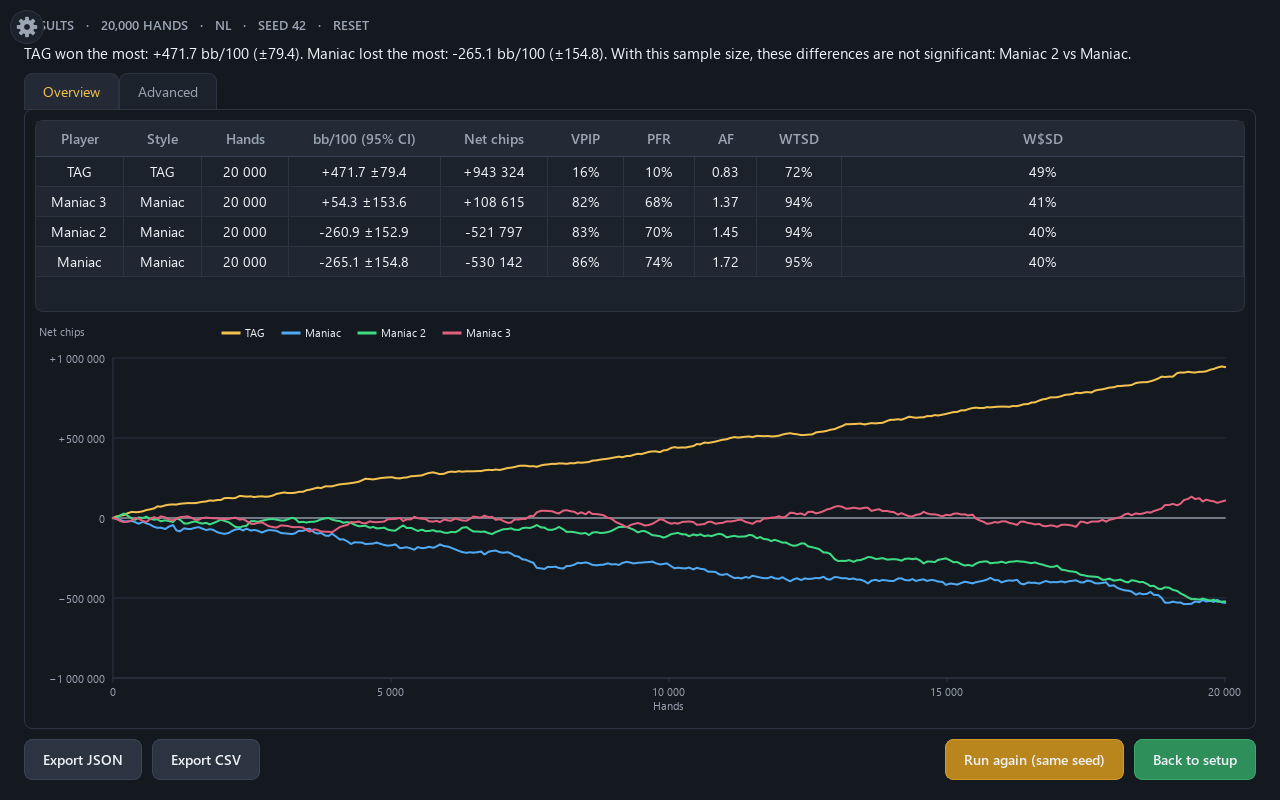 SULTS · 20,000 HANDS · NL · SEED 42 · RESET
TAG won the most: +471.7 bb/100 (±79.4). Maniac lost the most: -265.1 bb/100 (±154.8). With this sample size, these differences are not significant: Maniac 2 vs Maniac.
Overview Advanced
Player Style Hands bb/100 (95% CI) Net chips VPIP PFR AF WTSD W$SD
TAG TAG 20 000 +471.7 ±79.4 +943 324 16% 10% 0.83 72% 49%
Maniac 3 Maniac 20 000 +54.3 ±153.6 +108 615 82% 68% 1.37 94% 41%
Maniac 2 Maniac 20 000 -260.9 ±152.9 -521 797 83% 70% 1.45 94% 40%
Maniac Maniac 20 000 -265.1 ±154.8 -530 142 86% 74% 1.72 95% 40%
Net chips TAG Maniac Maniac 2 Maniac 3
+1 000 000
+500 000
0
−500 000
−1 000 000
0 5 000 10 000 15 000 20 000
Hands
Export JSON Export CSV Run again (same seed) Back to setup